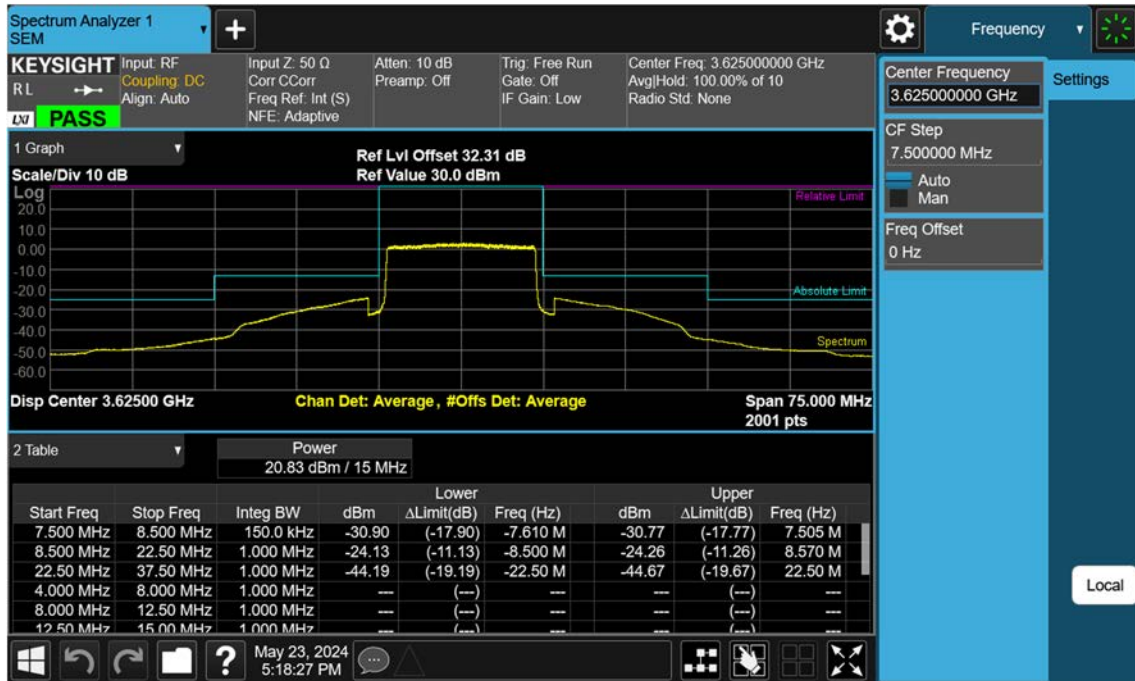 Spectrum Analyzer 1
SEM
Frequency
KEYSIGHT
R L
LXI PASS
Input: RF
Coupling: DC
Align: Auto
Input Z: 50 Ω
Corr CCorr
Freq Ref: Int (S)
NFE: Adaptive
Atten: 10 dB
Preamp: Off
Trig: Free Run
Gate: Off
IF Gain: Low
Center Freq: 3.625000000 GHz
Avg|Hold: 100.00% of 10
Radio Std: None
Center Frequency
3.625000000 GHz
Settings
CF Step
7.500000 MHz
Auto
Man
Freq Offset
0 Hz
Local
1 Graph
Scale/Div 10 dB
Ref Lvl Offset 32.31 dB
Ref Value 30.0 dBm
Log
20.0
10.0
0.00
-10.0
-20.0
-30.0
-40.0
-50.0
-60.0
Relative Limit
Absolute Limit
Spectrum
Disp Center 3.62500 GHz
Chan Det: Average, #Offs Det: Average
Span 75.000 MHz
2001 pts
2 Table
Power
20.83 dBm / 15 MHz
Lower Upper
Start Freq Stop Freq Integ BW dBm ΔLimit(dB) Freq (Hz) dBm ΔLimit(dB) Freq (Hz)
7.500 MHz 8.500 MHz 150.0 kHz -30.90 (-17.90) -7.610 M -30.77 (-17.77) 7.505 M
8.500 MHz 22.50 MHz 1.000 MHz -24.13 (-11.13) -8.500 M -24.26 (-11.26) 8.570 M
22.50 MHz 37.50 MHz 1.000 MHz -44.19 (-19.19) -22.50 M -44.67 (-19.67) 22.50 M
4.000 MHz 8.000 MHz 1.000 MHz --- (---) --- --- (---) ---
8.000 MHz 12.50 MHz 1.000 MHz --- (---) --- --- (---) ---
12.50 MHz 15.00 MHz 1.000 MHz --- (---) --- --- (---) ---
May 23, 2024
5:18:27 PM